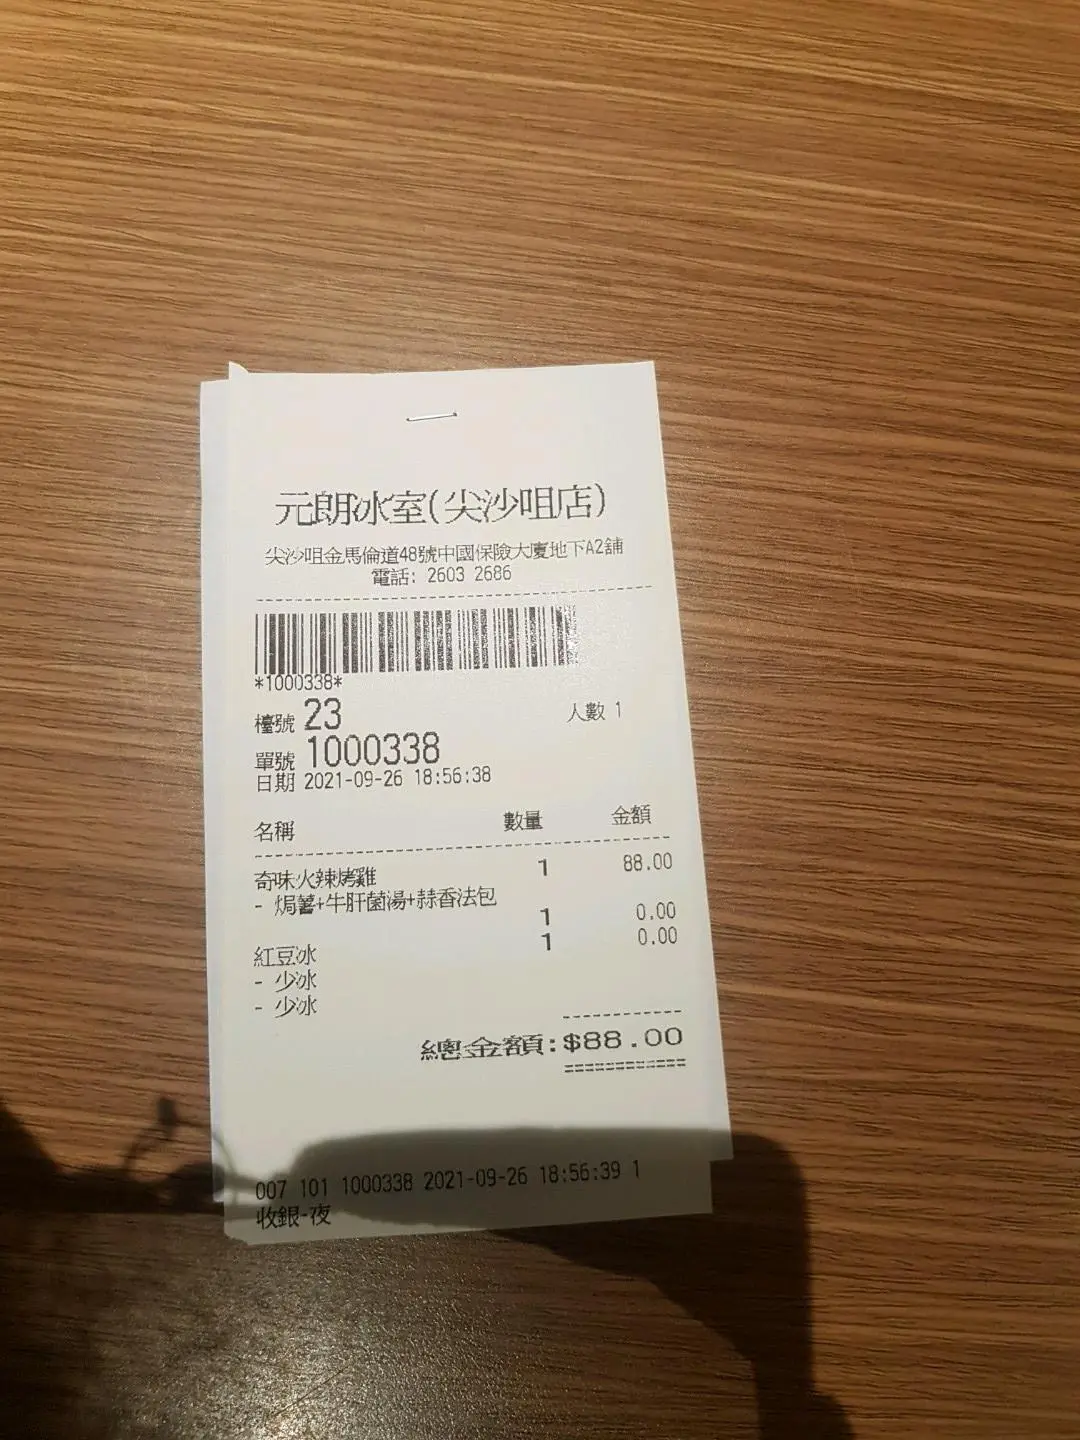 元朗冰室(尖沙咀店)
尖沙咀金馬倫道48號中國保險大廈地下A2舖
電話: 2603 2686
*1000338*
檯號 23 人數 1
單號 1000338
日期 2021-09-26 18:56:38
名稱 數量 金額
奇味火辣烤雞 1 88.00
- 焗薯+牛肝菌湯+蒜香法包
1 0.00
紅豆冰 1 0.00
- 少冰
- 少冰
總金額:$88.00
007 101 1000338 2021-09-26 18:56:39 1
收銀-夜